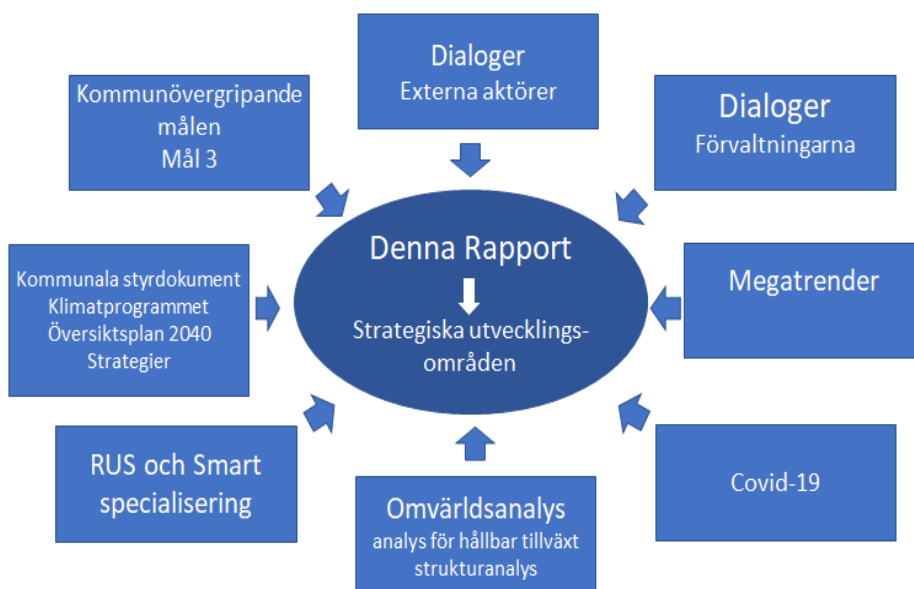 Dialoger
Externa aktörer
Kommunövergripande
målen
Mål 3
Dialoger
Förvaltningarna
Denna Rapport
Strategiska utvecklings-
områden
Kommunala styrdokument
Klimatprogrammet
Översiktsplan 2040
Strategier
Megatrender
RUS och Smart
specialisering
Omvärldsanalys
analys för hållbar tillväxt
strukturanalys
Covid-19